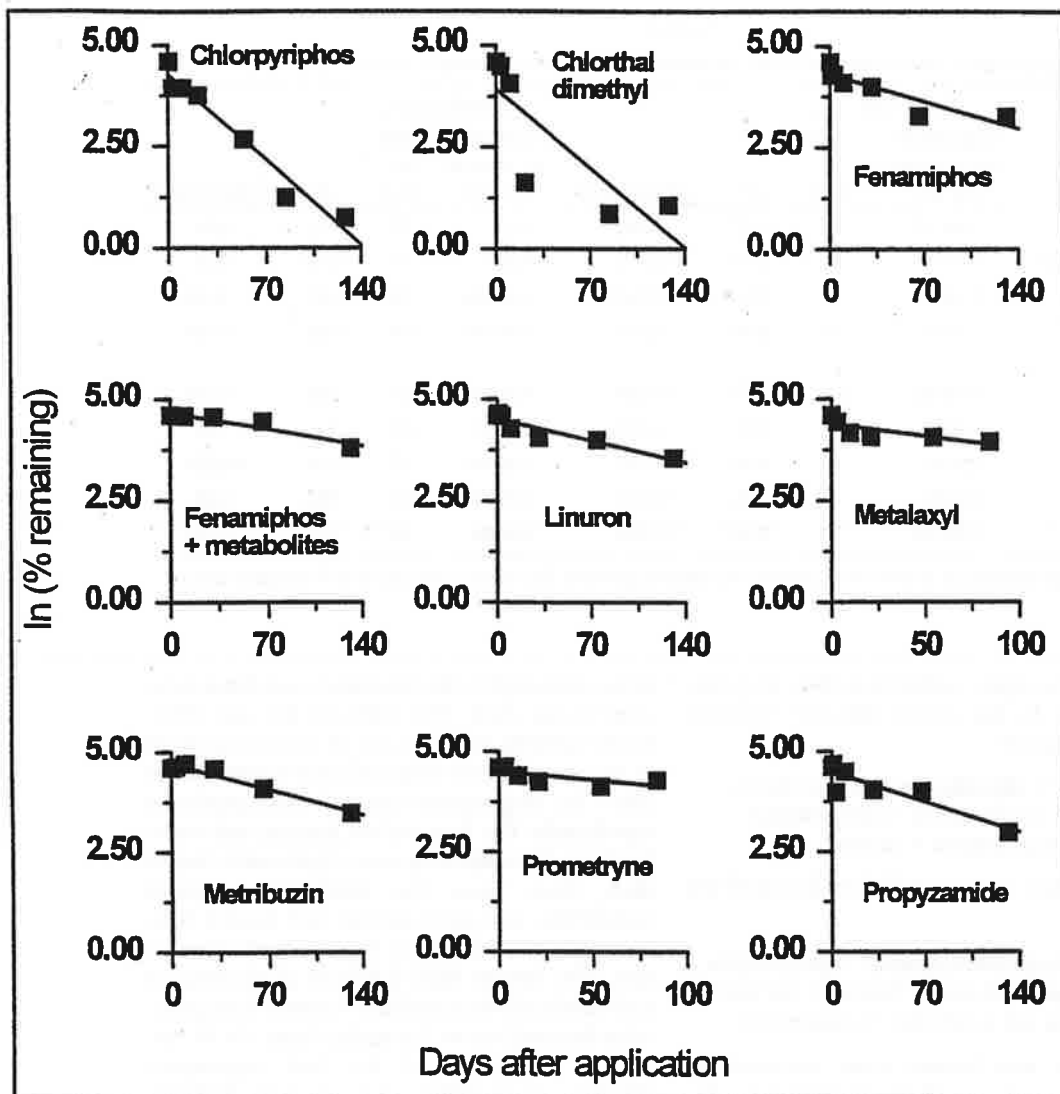 5.00
Chlorpyriphos
2.50
0.00
0 70 140
5.00
Chlorthal
dimethyl
2.50
0.00
0 70 140
5.00
2.50
Fenamiphos
0.00
0 70 140
ln (% remaining)
5.00
2.50
Fenamiphos
+ metabolites
0.00
0 70 140
5.00
2.50
Linuron
0.00
0 70 140
5.00
2.50
Metalaxyl
0.00
0 50 100
5.00
2.50
Metribuzin
0.00
0 70 140
5.00
2.50
Prometryne
0.00
0 50 100
5.00
2.50
Propyzamide
0.00
0 70 140
Days after application